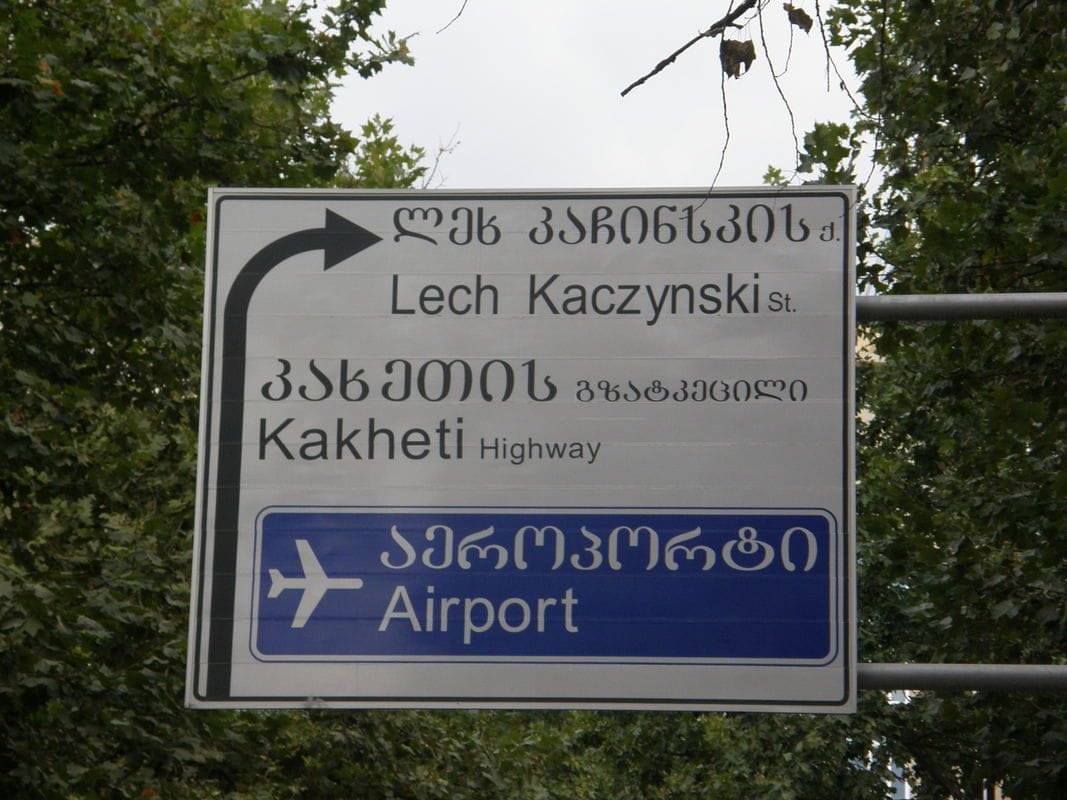 ლეხ კაჩინსკის ქ.
Lech Kaczynski St.
კახეთის გზატკეცილი
Kakheti Highway
აეროპორტი
Airport